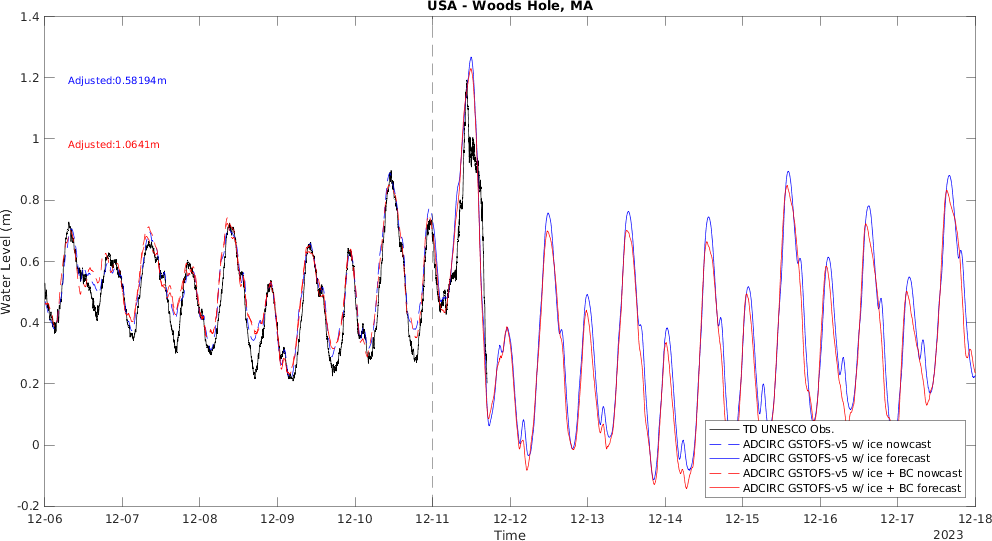 USA - Woods Hole, MA
1.4
1.2
1
0.8
0.6
0.4
0.2
0
-0.2
Water Level (m)
Adjusted:0.58194m
Adjusted:1.0641m
TD UNESCO Obs.
ADCIRC GSTOFS-v5 w/ ice nowcast
ADCIRC GSTOFS-v5 w/ ice forecast
ADCIRC GSTOFS-v5 w/ ice + BC nowcast
ADCIRC GSTOFS-v5 w/ ice + BC forecast
12-06 12-07 12-08 12-09 12-10 12-11 12-12 12-13 12-14 12-15 12-16 12-17 12-18
Time
2023